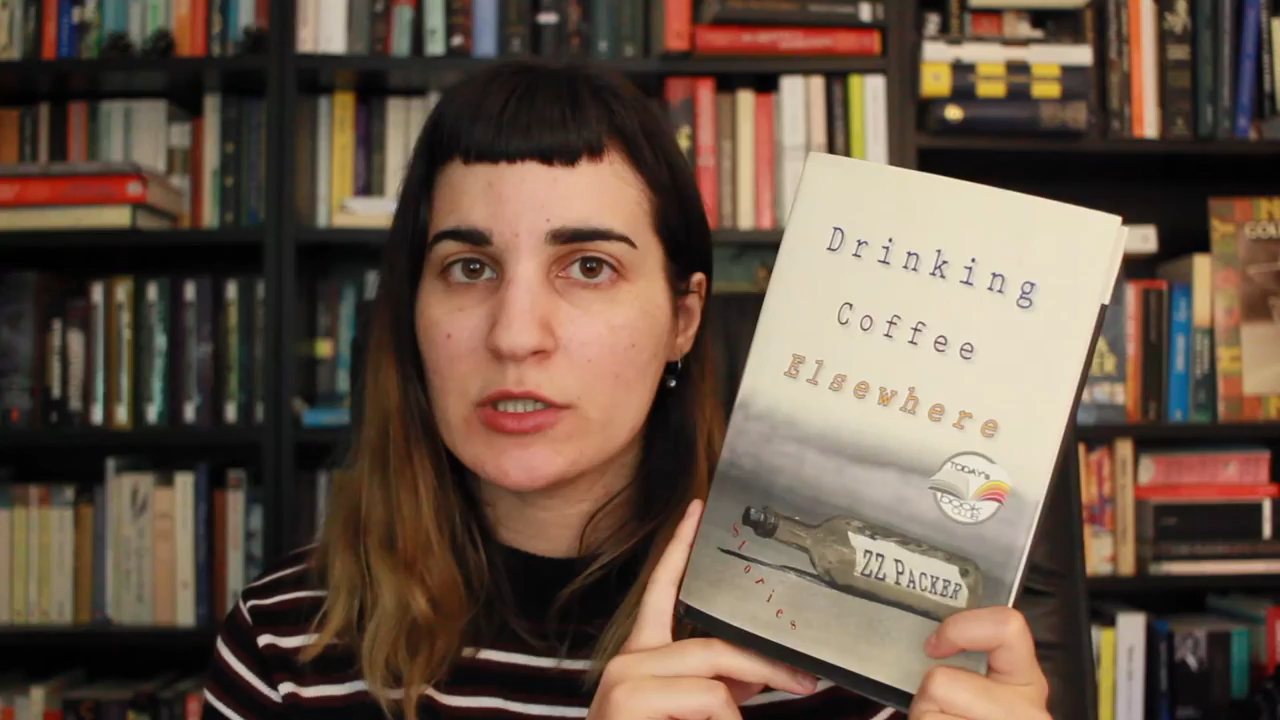 Drinking
Coffee
Elsewhere
TODAY's
book
CLUB
Stories
ZZ PACKER